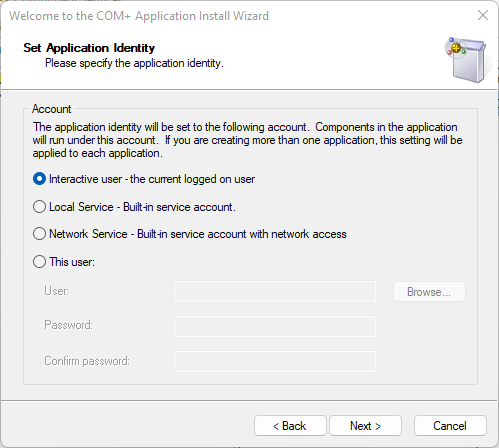 Welcome to the COM+ Application Install Wizard
Set Application Identity
Please specify the application identity.
Account
The application identity will be set to the following account.  Components in the application
will run under this account.  If you are creating more than one application, this setting will be
applied to each application.
Interactive user - the current logged on user
Local Service - Built-in service account.
Network Service - Built-in service account with network access
This user:
User:
Browse...
Password:
Confirm password:
< Back
Next >
Cancel